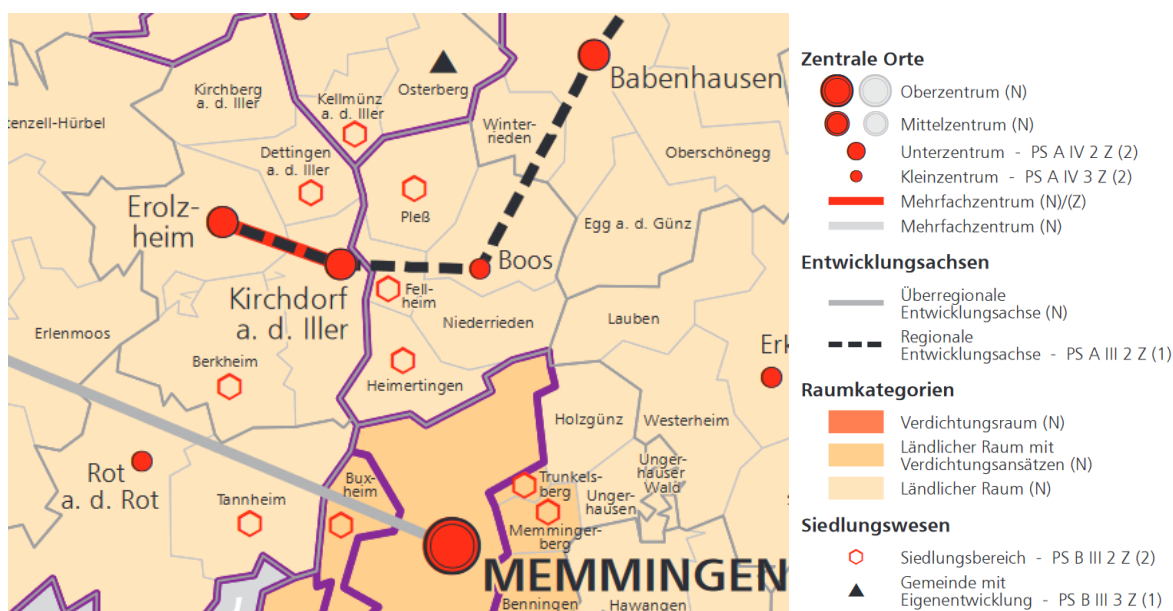 Kirchberg
a. d. Iller
Kellmünz
a. d. Iller
Osterberg
Babenhausen
tenzell-Hürbel
Winter-
rieden
Dettingen
a. d. Iller
Oberschönegg
Erolz-
heim
Pleß
Egg a. d. Günz
Boos
Kirchdorf
a. d. Iller
Fell-
heim
Niederrieden
Lauben
Erlenmoos
Erk
Berkheim
Heimertingen
Holzgünz
Westerheim
Rot
a. d. Rot
Tannheim
Bux-
heim
Trunkels-
berg
Unger-
hauser
Wald
Unger-
hausen
Memminger-
berg
MEMMINGEN
Benningen
Hawangen
Zentrale Orte
Oberzentrum (N)
Mittelzentrum (N)
Unterzentrum - PS A IV 2 Z (2)
Kleinzentrum - PS A IV 3 Z (2)
Mehrfachzentrum (N)/(Z)
Mehrfachzentrum (N)
Entwicklungsachsen
Überregionale
Entwicklungsachse (N)
Regionale
Entwicklungsachse - PS A III 2 Z (1)
Raumkategorien
Verdichtungsraum (N)
Ländlicher Raum mit
Verdichtungsansätzen (N)
Ländlicher Raum (N)
Siedlungswesen
Siedlungsbereich - PS B III 2 Z (2)
Gemeinde mit
Eigenentwicklung - PS B III 3 Z (1)